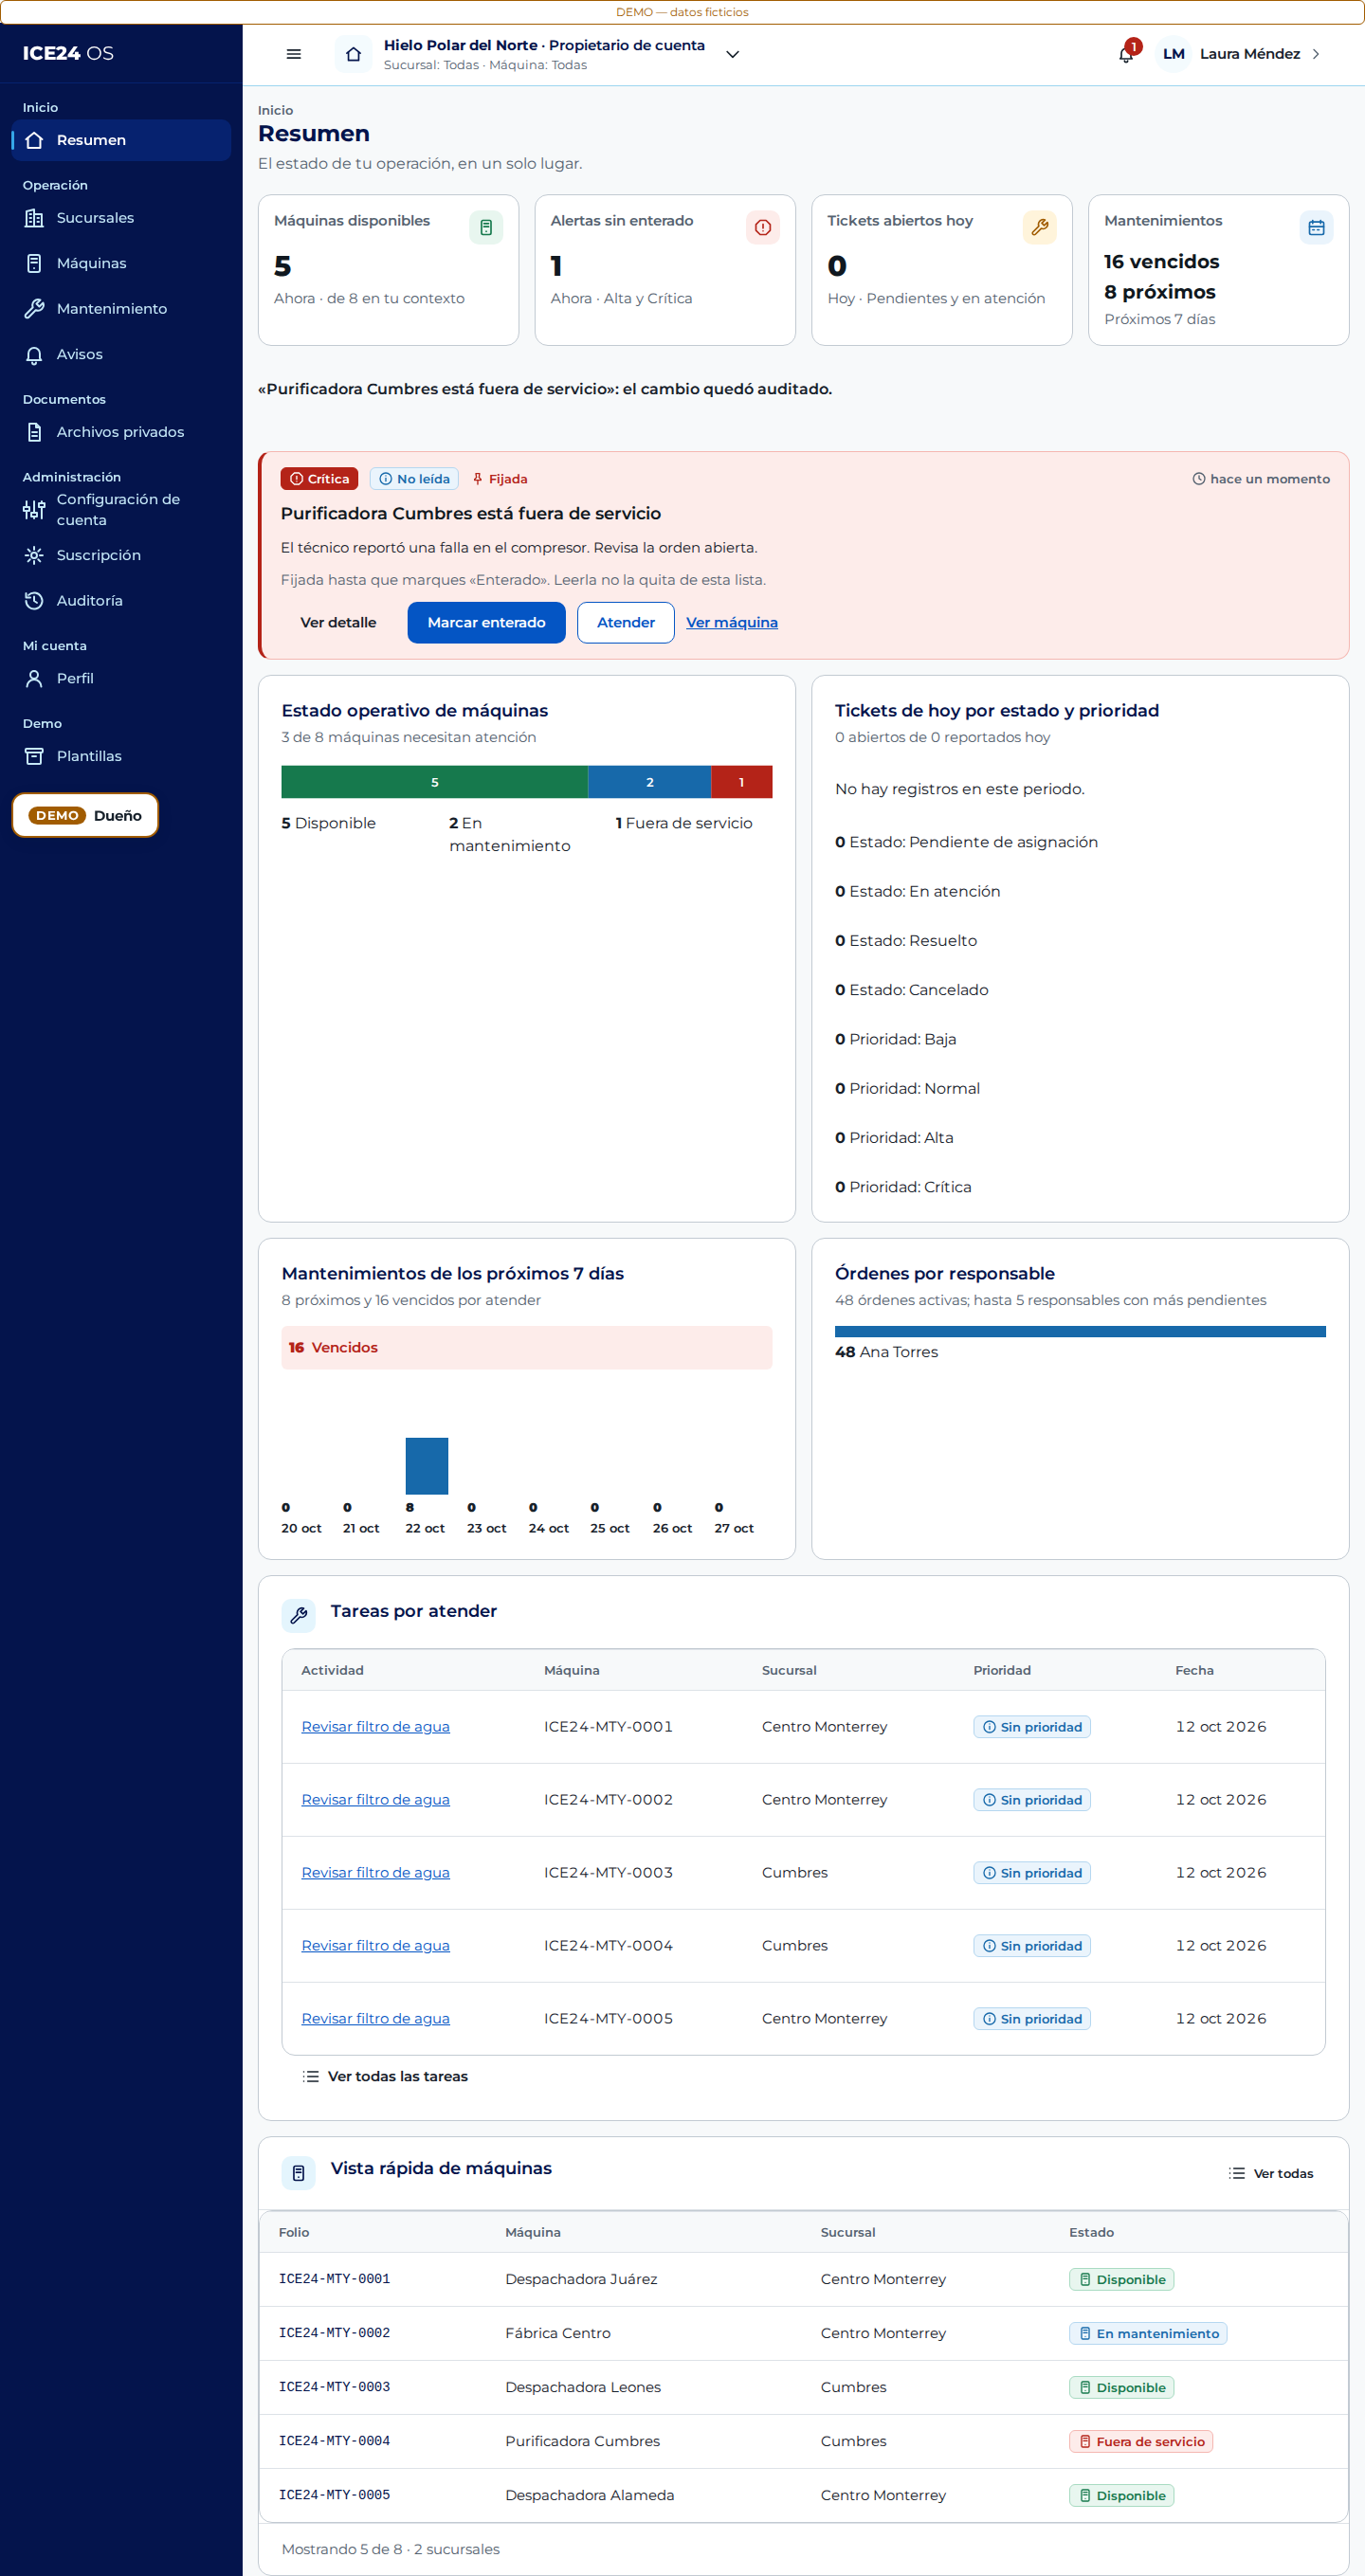 DEMO — datos ficticios
ICE24 OS
Inicio
Resumen
Operación
Sucursales
Máquinas
Mantenimiento
Avisos
Documentos
Archivos privados
Administración
Configuración de
cuenta
Suscripción
Auditoría
Mi cuenta
Perfil
Demo
Plantillas
DEMO Dueño
Hielo Polar del Norte · Propietario de cuenta
Sucursal: Todas · Máquina: Todas
1
LM Laura Méndez
Inicio
Resumen
El estado de tu operación, en un solo lugar.
Máquinas disponibles
5
Ahora · de 8 en tu contexto
Alertas sin enterado
1
Ahora · Alta y Crítica
Tickets abiertos hoy
0
Hoy · Pendientes y en atención
Mantenimientos
16 vencidos
8 próximos
Próximos 7 días
«Purificadora Cumbres está fuera de servicio»: el cambio quedó auditado.
Crítica No leída Fijada hace un momento
Purificadora Cumbres está fuera de servicio
El técnico reportó una falla en el compresor. Revisa la orden abierta.
Fijada hasta que marques «Enterado». Leerla no la quita de esta lista.
Ver detalle Marcar enterado Atender Ver máquina
Estado operativo de máquinas
3 de 8 máquinas necesitan atención
5 2 1
5 Disponible 2 En mantenimiento 1 Fuera de servicio
Tickets de hoy por estado y prioridad
0 abiertos de 0 reportados hoy
No hay registros en este periodo.
0 Estado: Pendiente de asignación
0 Estado: En atención
0 Estado: Resuelto
0 Estado: Cancelado
0 Prioridad: Baja
0 Prioridad: Normal
0 Prioridad: Alta
0 Prioridad: Crítica
Mantenimientos de los próximos 7 días
8 próximos y 16 vencidos por atender
16 Vencidos
0 0 8 0 0 0 0 0
20 oct 21 oct 22 oct 23 oct 24 oct 25 oct 26 oct 27 oct
Órdenes por responsable
48 órdenes activas; hasta 5 responsables con más pendientes
48 Ana Torres
Tareas por atender
Actividad Máquina Sucursal Prioridad Fecha
Revisar filtro de agua ICE24-MTY-0001 Centro Monterrey Sin prioridad 12 oct 2026
Revisar filtro de agua ICE24-MTY-0002 Centro Monterrey Sin prioridad 12 oct 2026
Revisar filtro de agua ICE24-MTY-0003 Cumbres Sin prioridad 12 oct 2026
Revisar filtro de agua ICE24-MTY-0004 Cumbres Sin prioridad 12 oct 2026
Revisar filtro de agua ICE24-MTY-0005 Centro Monterrey Sin prioridad 12 oct 2026
Ver todas las tareas
Vista rápida de máquinas Ver todas
Folio Máquina Sucursal Estado
ICE24-MTY-0001 Despachadora Juárez Centro Monterrey Disponible
ICE24-MTY-0002 Fábrica Centro Centro Monterrey En mantenimiento
ICE24-MTY-0003 Despachadora Leones Cumbres Disponible
ICE24-MTY-0004 Purificadora Cumbres Cumbres Fuera de servicio
ICE24-MTY-0005 Despachadora Alameda Centro Monterrey Disponible
Mostrando 5 de 8 · 2 sucursales